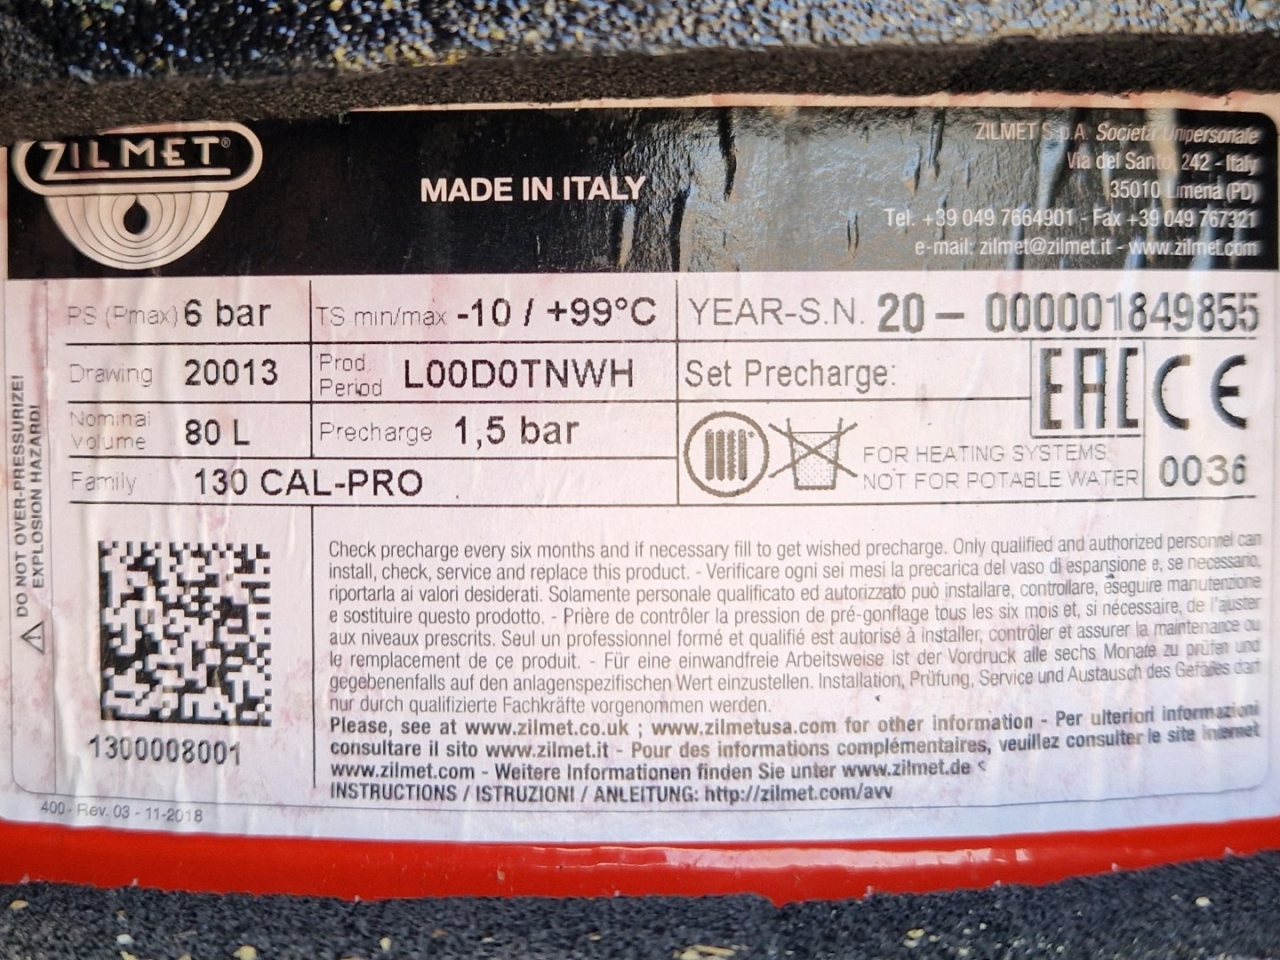 ZILMET®
MADE IN ITALY
ZILMET S.p.A. Società Unipersonale
Via del Santo, 242 - Italy
35010 Limena (PD)
Tel. +39 049 7664901 - Fax +39 049 767321
e-mail: zilmet@zilmet.it - www.zilmet.com
PS (Pmax) 6 bar
TS min/max -10 / +99°C
YEAR-S.N. 20 - 000001849855
Drawing 20013
Prod. Period L00D0TNWH
Set Precharge:
EAC CE
Nominal Volume 80 L
Precharge 1,5 bar
FOR HEATING SYSTEMS
NOT FOR POTABLE WATER
0036
Family 130 CAL-PRO
DO NOT OVER-PRESSURIZE!
EXPLOSION HAZARD!
1300008001
Check precharge every six months and if necessary fill to get wished precharge. Only qualified and authorized personnel can
install, check, service and replace this product. - Verificare ogni sei mesi la precarica del vaso di espansione e, se necessario,
riportarla ai valori desiderati. Solamente personale qualificato ed autorizzato può installare, controllare, eseguire manutenzione
e sostituire questo prodotto. - Prière de contrôler la pression de pré-gonflage tous les six mois et, si nécessaire, de l'ajuster
aux niveaux prescrits. Seul un professionnel formé et qualifié est autorisé à installer, contrôler et assurer la maintenance ou
le remplacement de ce produit. - Für eine einwandfreie Arbeitsweise ist der Vordruck alle sechs Monate zu prüfen und
gegebenenfalls auf den anlagenspezifischen Wert einzustellen. Installation, Prüfung, Service und Austausch des Gefäßes darf
nur durch qualifizierte Fachkräfte vorgenommen werden.
Please, see at www.zilmet.co.uk ; www.zilmetusa.com for other information - Per ulteriori informazioni
consultare il sito www.zilmet.it - Pour des informations complémentaires, veuillez consulter le site internet
www.zilmet.com - Weitere Informationen finden Sie unter www.zilmet.de
INSTRUCTIONS / ISTRUZIONI / ANLEITUNG: http://zilmet.com/avv
400 - Rev. 03 - 11-2018